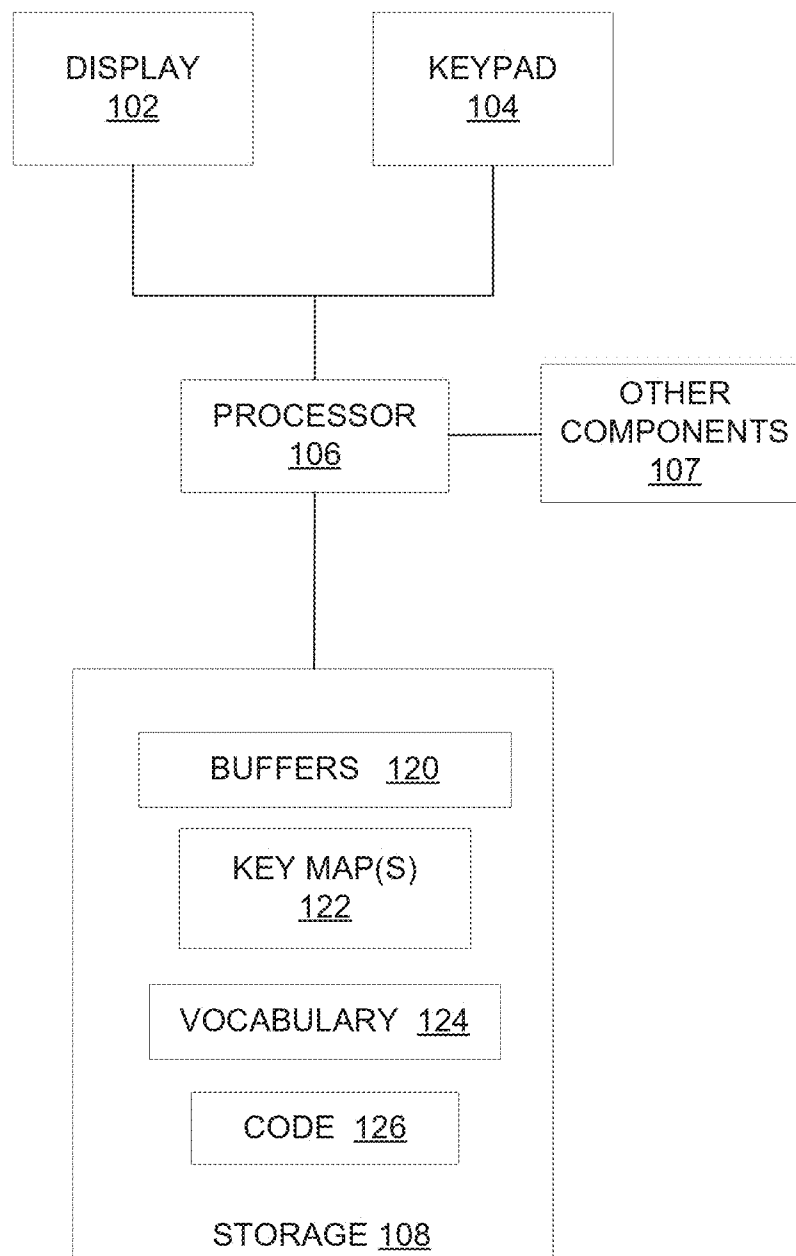 DISPLAY
102
KEYPAD
104
PROCESSOR
106
OTHER
COMPONENTS
107
BUFFERS 120
KEY MAP(S)
122
VOCABULARY 124
CODE 126
STORAGE 108